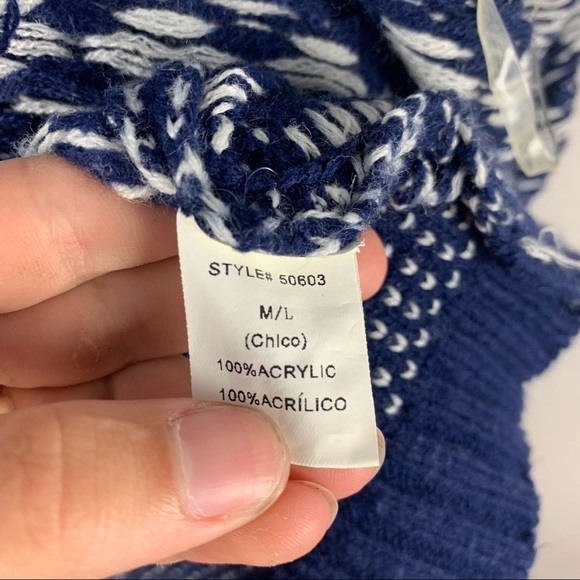 STYLE# 50603
M/L
(Chico)
100%ACRYLIC
100%ACRÍLICO